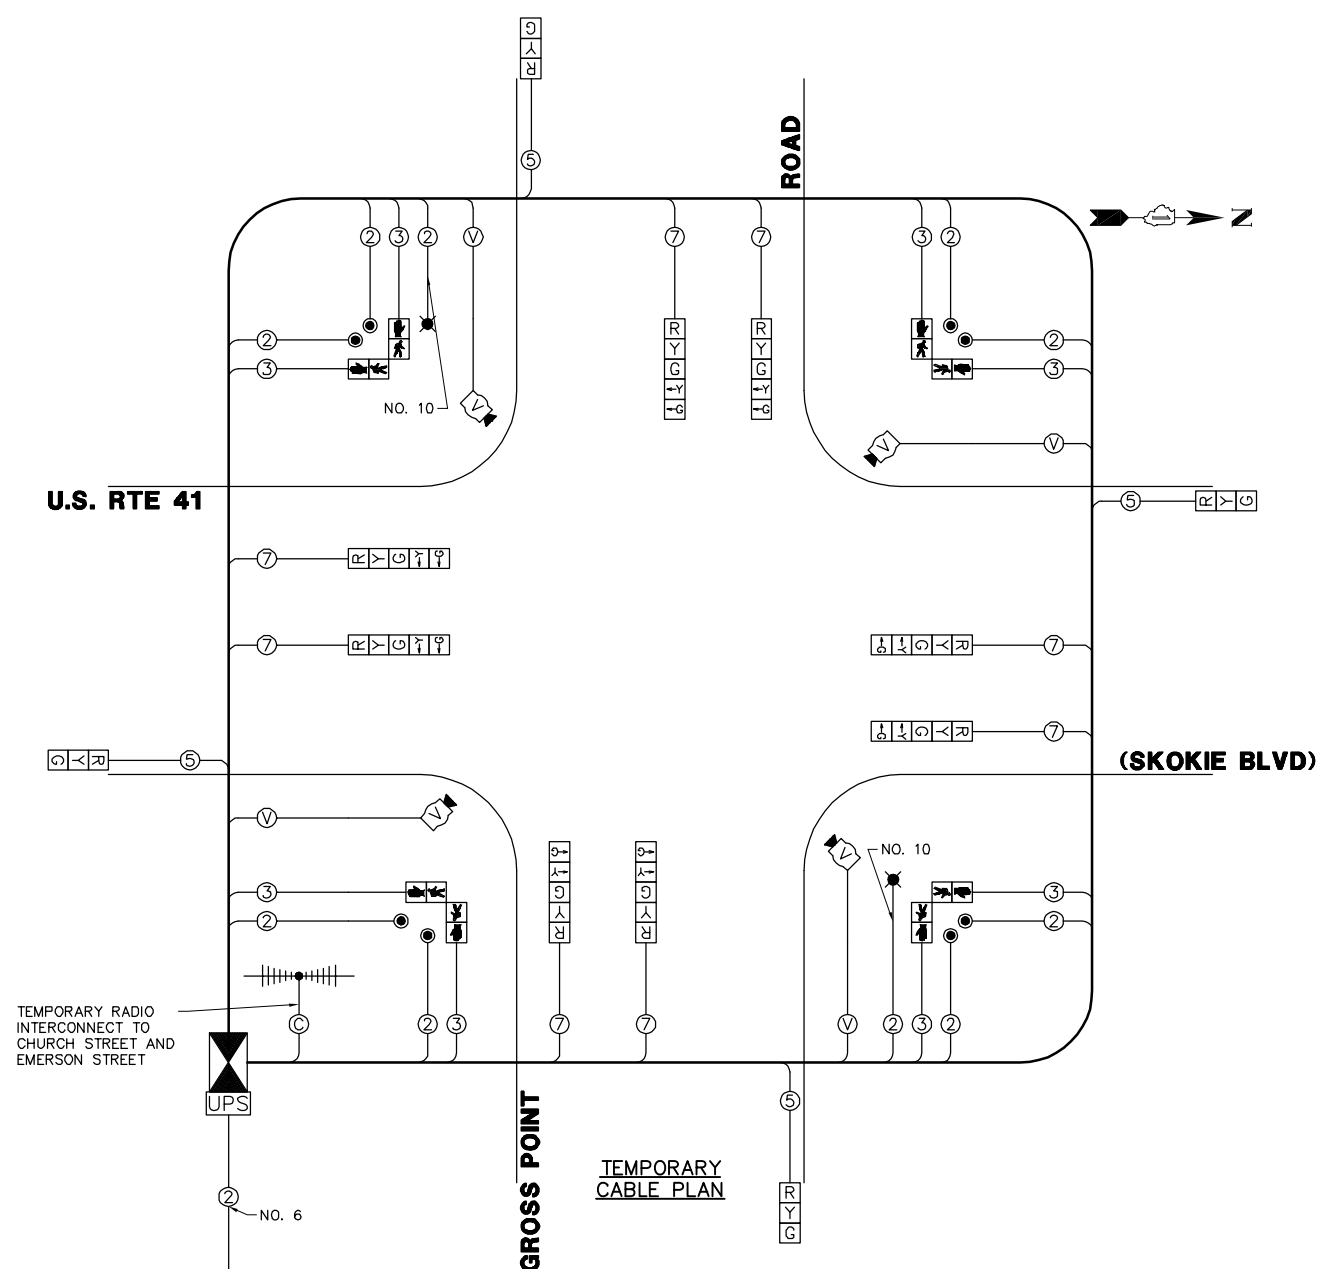 G
Y
R
5
ROAD
2 3 2 V
7 7
3 2
N
2
3
NO. 10
R
Y
G
Y
G
R
Y
G
Y
G
2
3
V
V
V
U.S. RTE 41
5
R Y G
7
R Y G Y G
7
R Y G Y G
G Y G Y R
7
G Y G Y R
7
G Y R
5
(SKOKIE BLVD)
V
V
V
NO. 10
G
Y
G
Y
R
G
Y
G
Y
R
3
2
3
2
TEMPORARY RADIO
INTERCONNECT TO
CHURCH STREET AND
EMERSON STREET
C
2 3
7 7
V 2 3 2
UPS
5
GROSS POINT
TEMPORARY
CABLE PLAN
R
Y
G
2
NO. 6